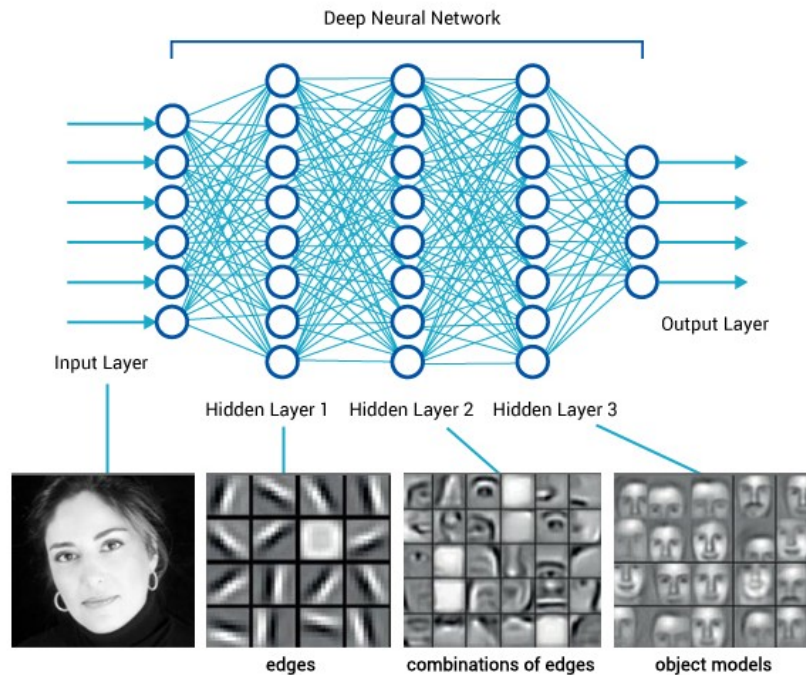 Deep Neural Network
Input Layer
Output Layer
Hidden Layer 1
Hidden Layer 2
Hidden Layer 3
edges
combinations of edges
object models